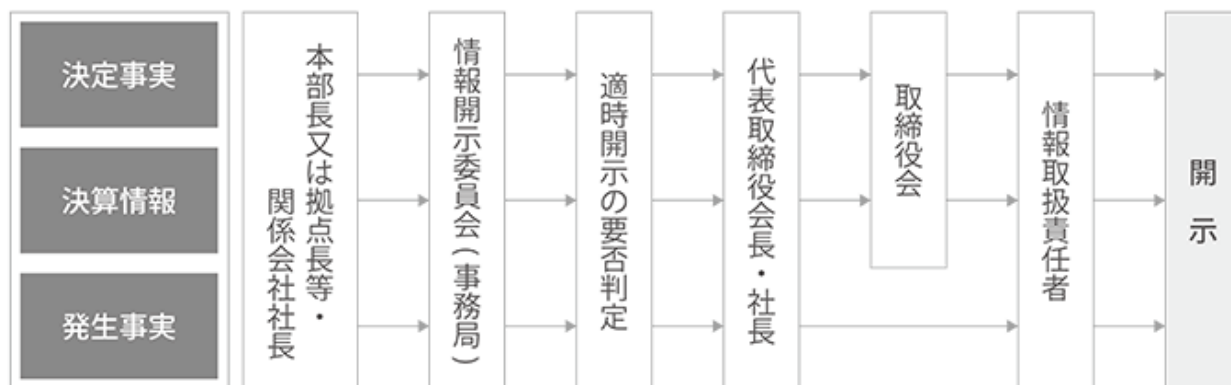 決定事実
決算情報
発生事実
本部長又は拠点長等・
関係会社社長
情報開示委員会(事務局)
適時開示の要否判定
代表取締役会長・社長
取締役会
情報取扱責任者
開示